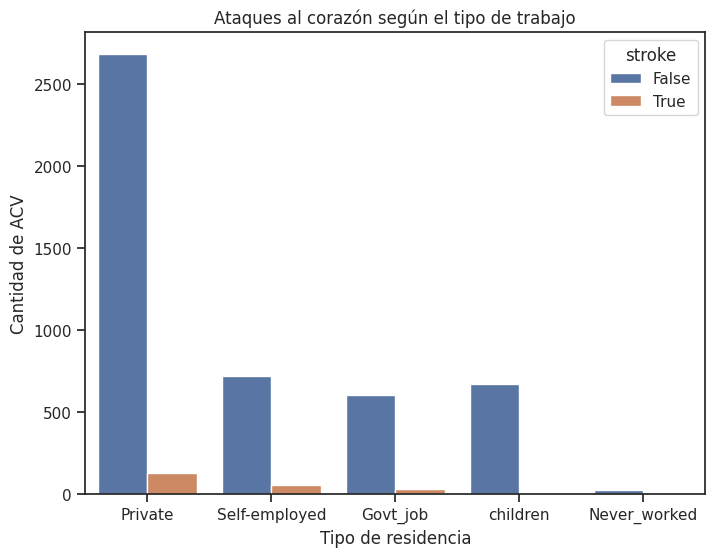 Ataques al corazón según el tipo de trabajo
stroke
False
True
Cantidad de ACV
2500
2000
1500
1000
500
0
Private Self-employed Govt_job children Never_worked
Tipo de residencia